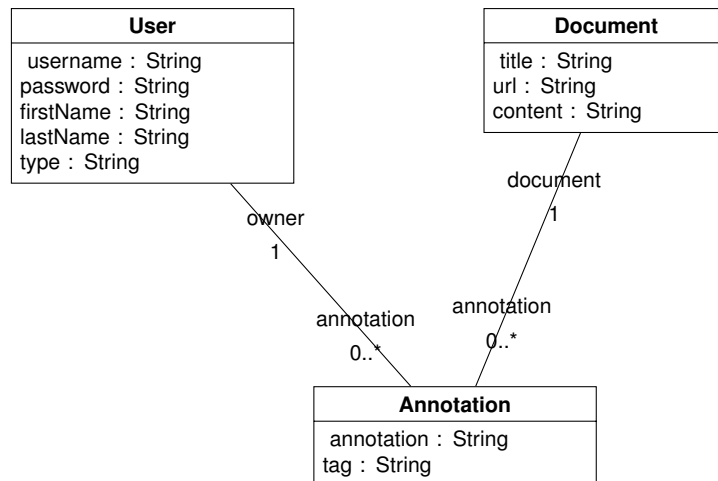 User
username : String
password : String
firstName : String
lastName : String
type : String
Document
title : String
url : String
content : String
owner
1
document
1
annotation
0..*
annotation
0..*
Annotation
annotation : String
tag : String